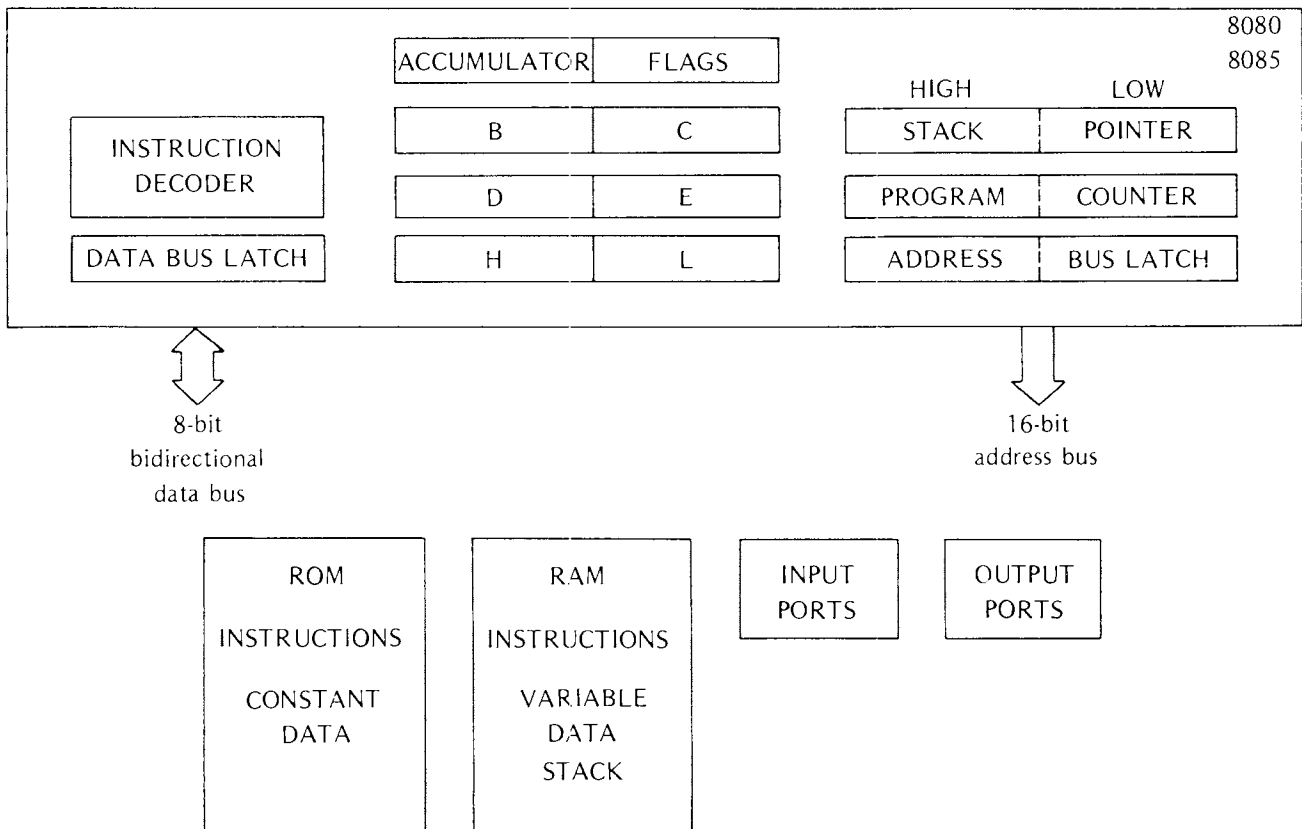 8080
8085
ACCUMULATOR FLAGS
HIGH LOW
B C
STACK POINTER
INSTRUCTION
DECODER
D E
PROGRAM COUNTER
DATA BUS LATCH
H L
ADDRESS BUS LATCH
8-bit
bidirectional
data bus
16-bit
address bus
ROM
INSTRUCTIONS
CONSTANT
DATA
RAM
INSTRUCTIONS
VARIABLE
DATA
STACK
INPUT
PORTS
OUTPUT
PORTS